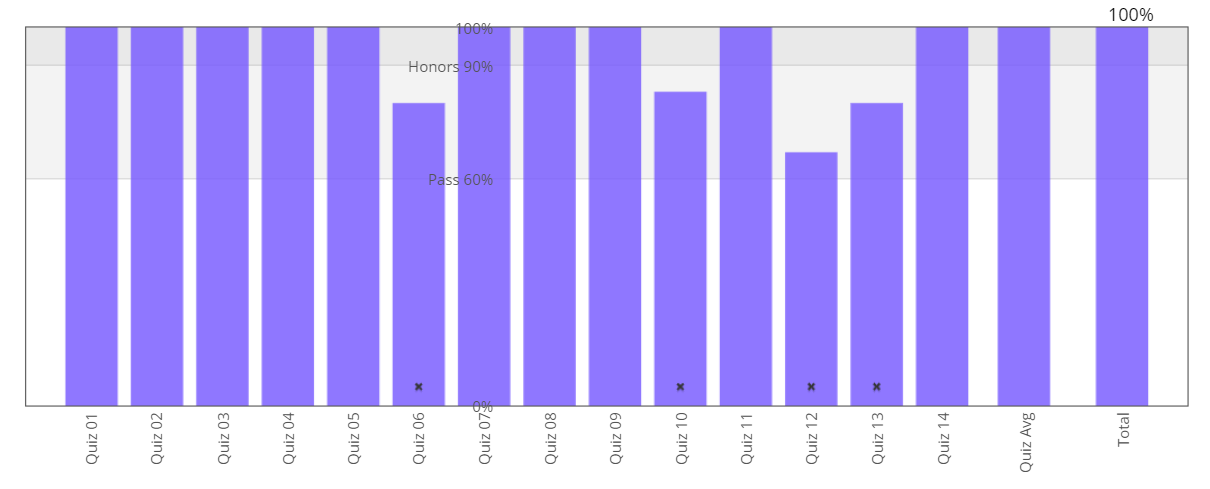 100%
100%
Honors 90%
Pass 60%
0%
Quiz 01
Quiz 02
Quiz 03
Quiz 04
Quiz 05
Quiz 06
Quiz 07
Quiz 08
Quiz 09
Quiz 10
Quiz 11
Quiz 12
Quiz 13
Quiz 14
Quiz Avg
Total